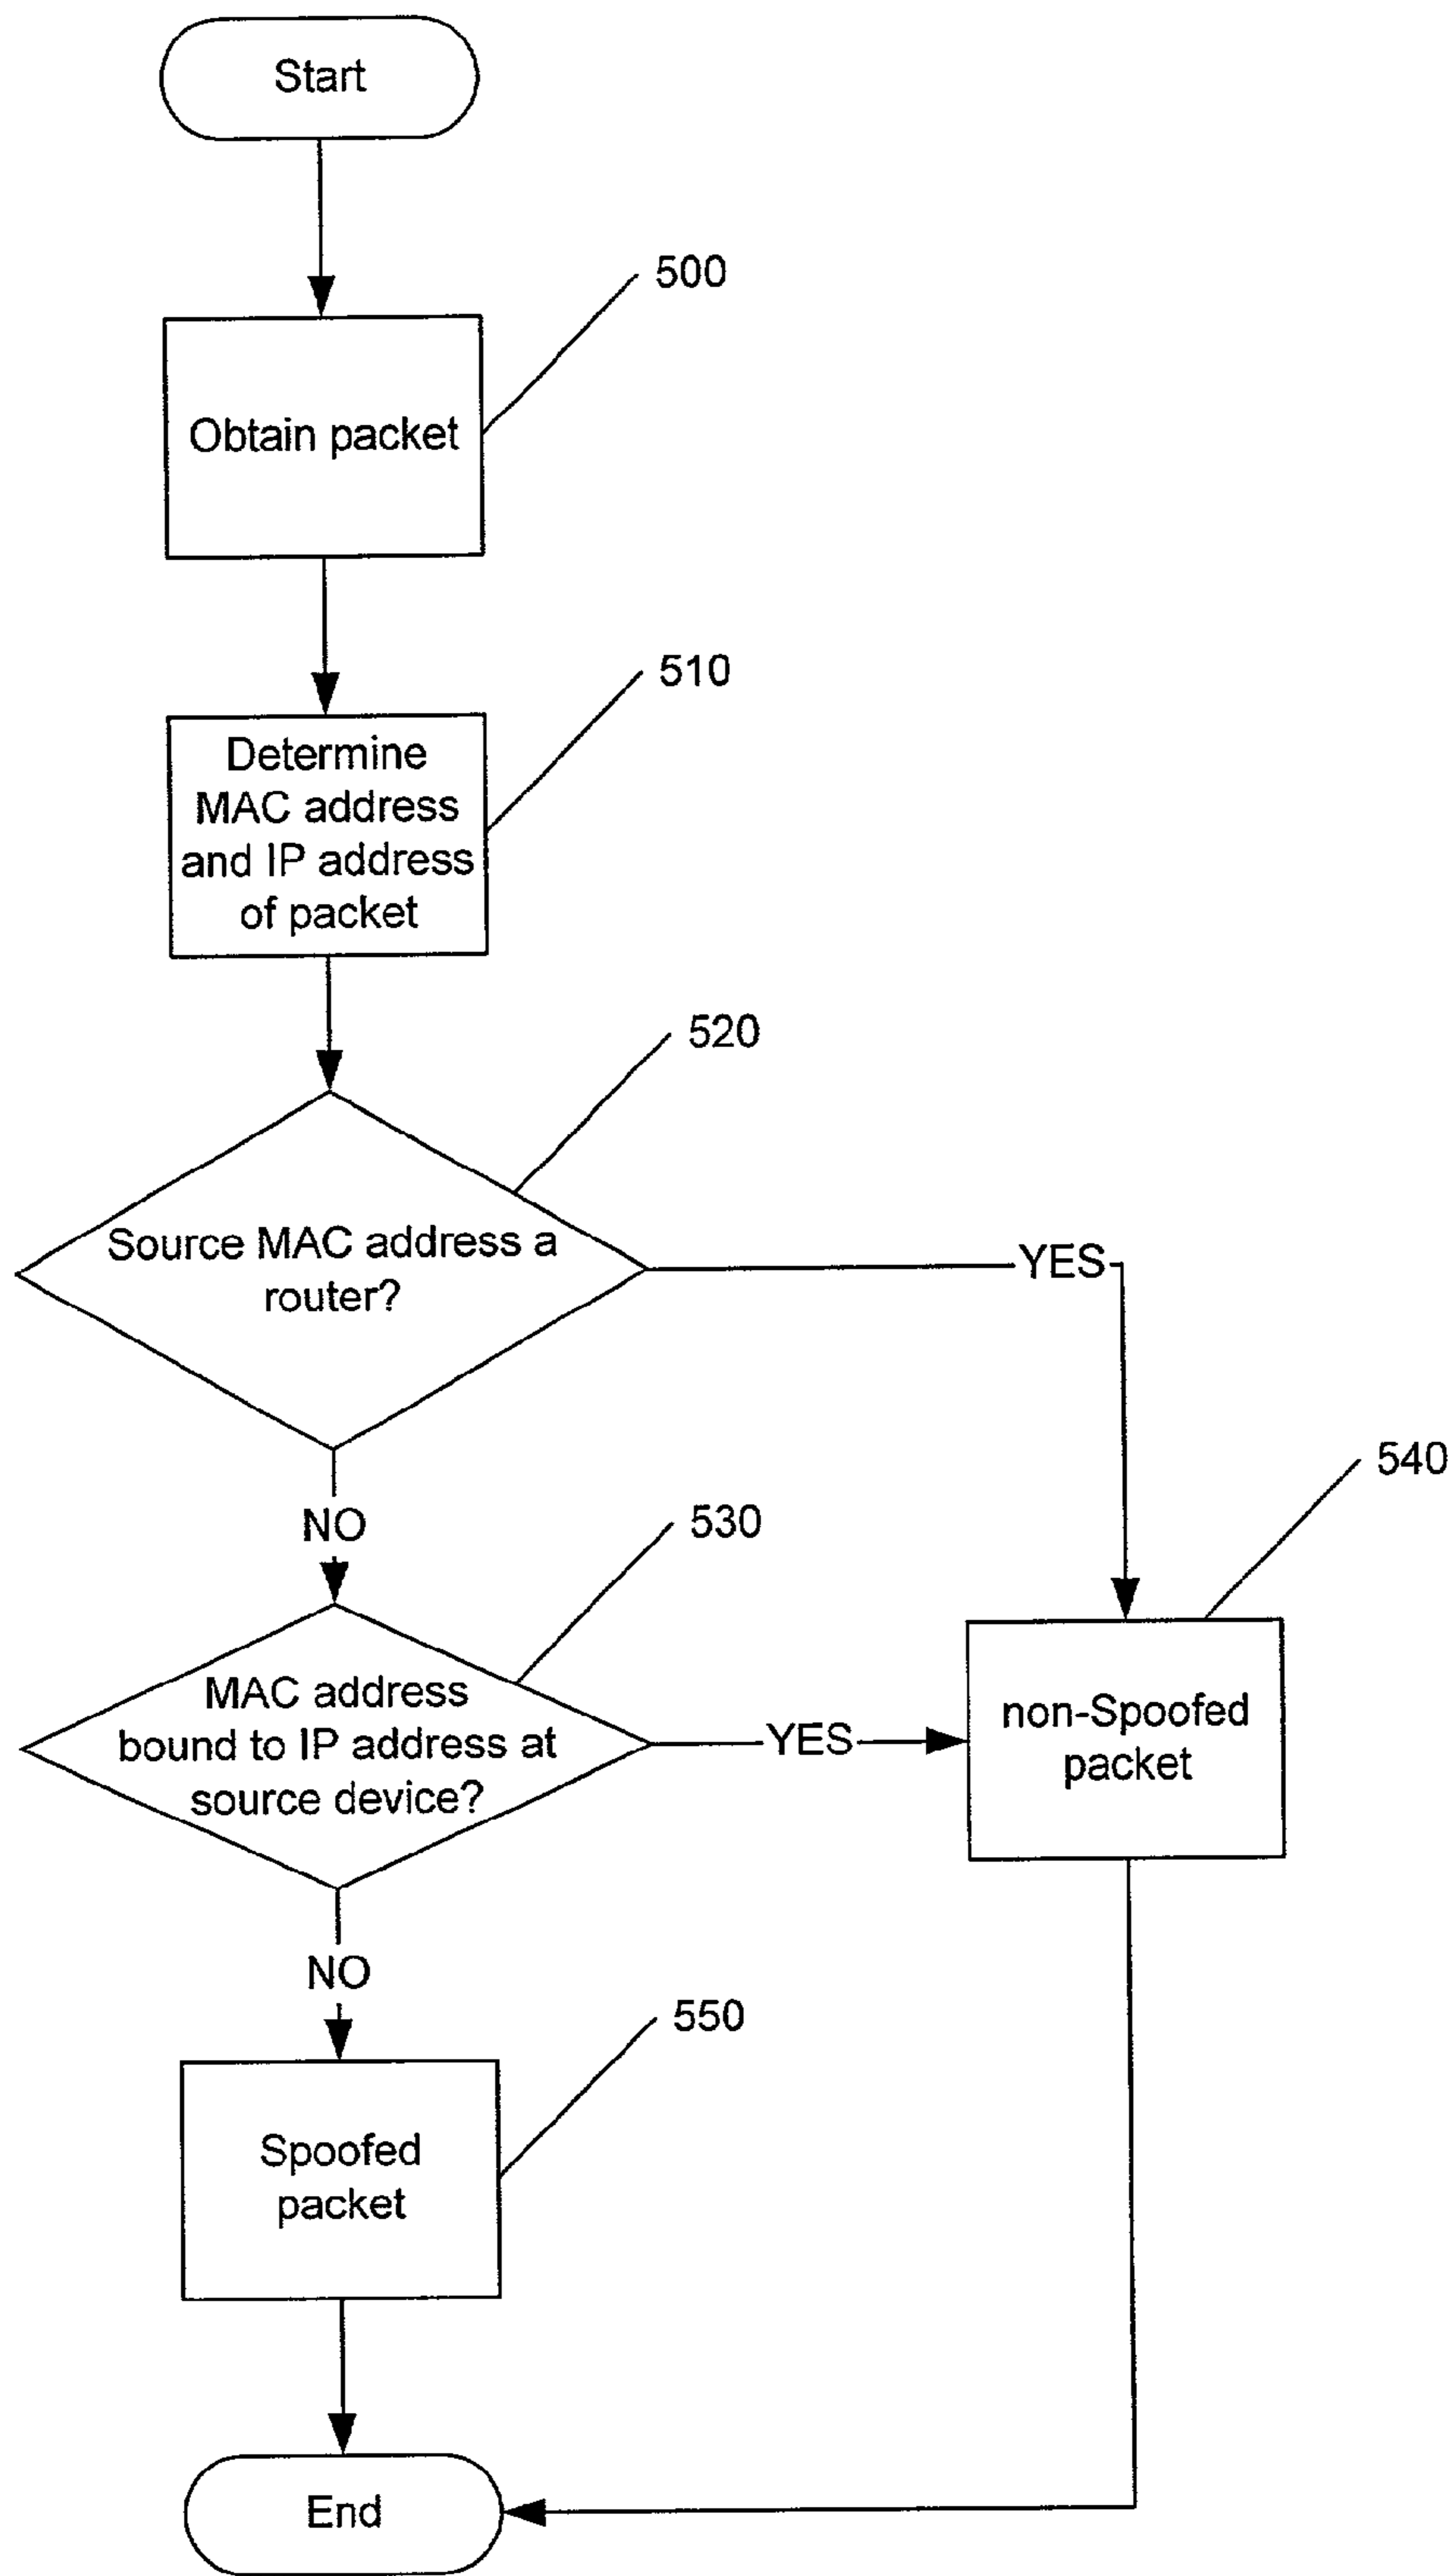 Start
500
Obtain packet
510
Determine
MAC address
and IP address
of packet
520
Source MAC address a
router?
YES
540
NO
530
MAC address
bound to IP address at
source device?
YES
non-Spoofed
packet
NO
550
Spoofed
packet
End